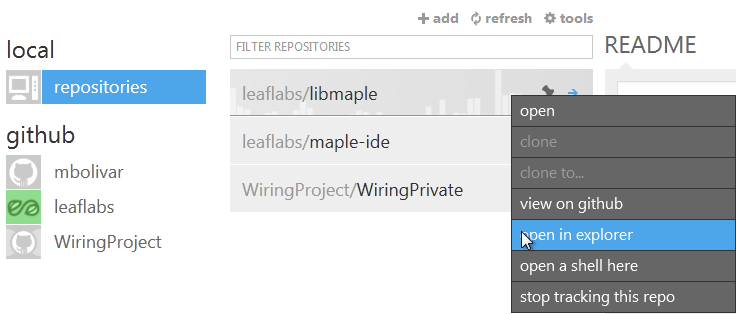 add refresh tools
local
FILTER REPOSITORIES
README
repositories
leaflabs/libmaple
github
leaflabs/maple-ide
mbolivar
WiringProject/WiringPrivate
leaflabs
WiringProject
open
clone
clone to...
view on github
open in explorer
open a shell here
stop tracking this repo